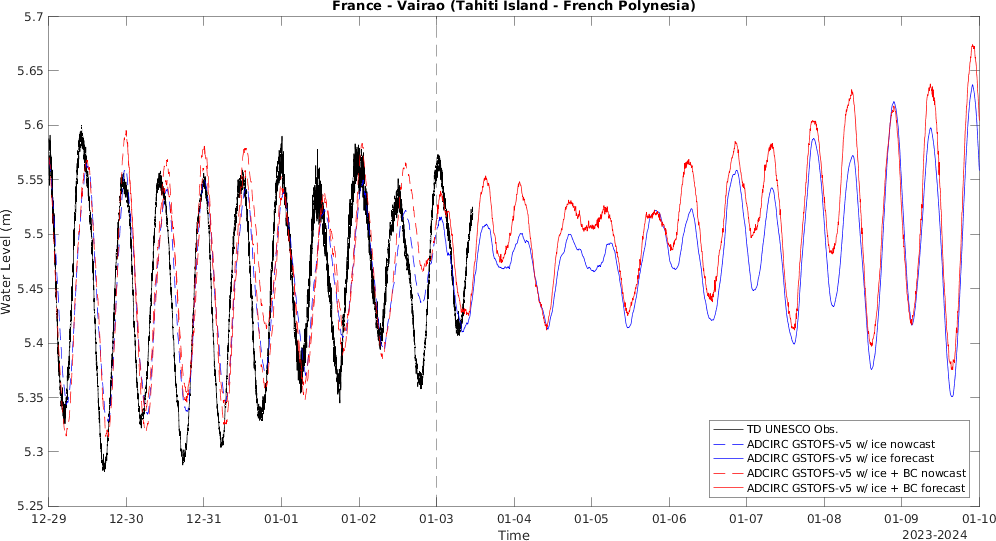 France - Vairao (Tahiti Island - French Polynesia)
5.7
5.65
5.6
5.55
5.5
5.45
5.4
5.35
5.3
5.25
Water Level (m)
TD UNESCO Obs.
ADCIRC GSTOFS-v5 w/ ice nowcast
ADCIRC GSTOFS-v5 w/ ice forecast
ADCIRC GSTOFS-v5 w/ ice + BC nowcast
ADCIRC GSTOFS-v5 w/ ice + BC forecast
12-29 12-30 12-31 01-01 01-02 01-03 01-04 01-05 01-06 01-07 01-08 01-09 01-10
Time
2023-2024